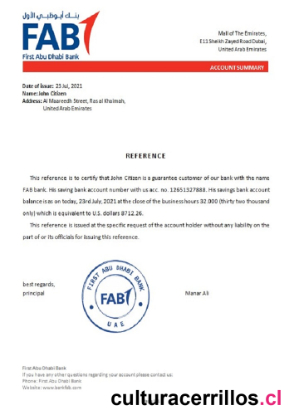 بنك أبوظبي الأول
FAB
First Abu Dhabi Bank
Mall of The Emirates,
E11 Sheikh Zayed Road Dubai,
United Arab Emirates
ACCOUNT SUMMARY
Date of issue: 23 Jul, 2021
Name: John Citizen
Address: Al Maareedh Street, Ras al Khaimah,
United Arab Emirates
REFERENCE
This reference is to certify that John Citizen is a guarantee customer of our bank with the name
FAB bank. His saving bank account number with us acc. no. 12651327888. His savings bank account
balance is as on today, 23rd July, 2021 at the close of the business hours 32.000 (thirty two thousand
only) which is equivalent to U.S. dollars 8712.26.
This reference is issued at the specific request of the account holder without any liability on the
part of or its officials for issuing this reference.
best regards,
principal
FIRST ABU DHABI BANK
FAB
UAE
Manar Ali
First Abu Dhabi Bank
If you have any other questions regarding your account please contact us:
Phone: First Abu Dhabi Bank
Website: www.bankfab.com
culturacerrillos.cl